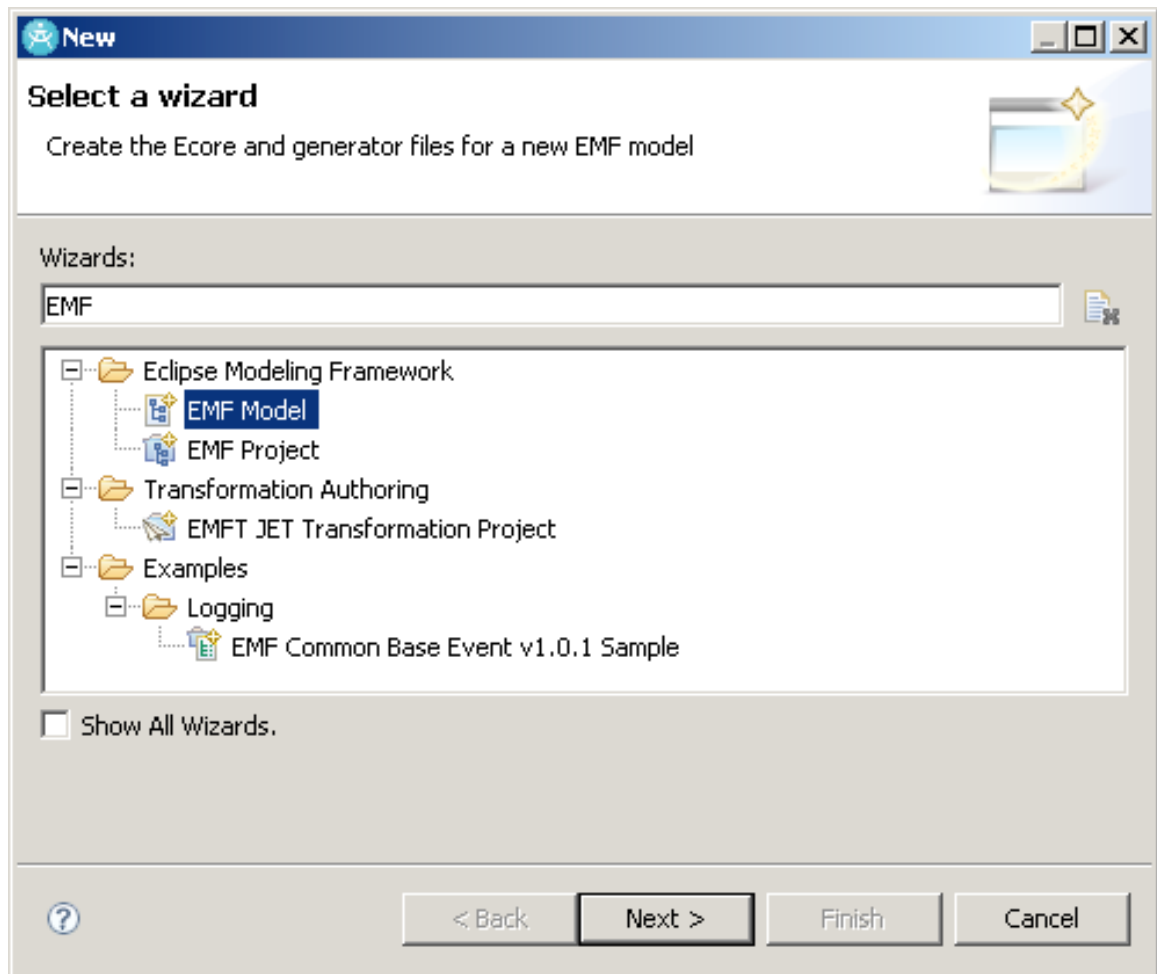 New
Select a wizard
Create the Ecore and generator files for a new EMF model
Wizards:
EMF
Eclipse Modeling Framework
EMF Model
EMF Project
Transformation Authoring
EMFT JET Transformation Project
Examples
Logging
EMF Common Base Event v1.0.1 Sample
Show All Wizards.
? < Back Next > Finish Cancel